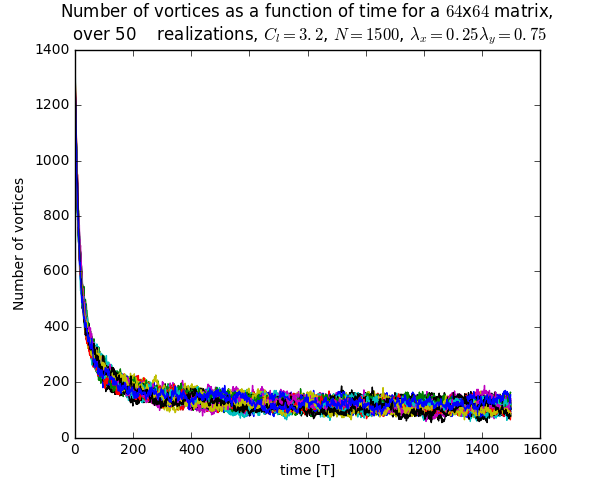 Number of vortices as a function of time for a 64x64 matrix,
over 50 realizations, C_l = 3.2, N = 1500, λ_x = 0.25λ_y = 0.75
1400
1200
1000
800
600
400
200
0
Number of vortices
0 200 400 600 800 1000 1200 1400 1600
time [T]